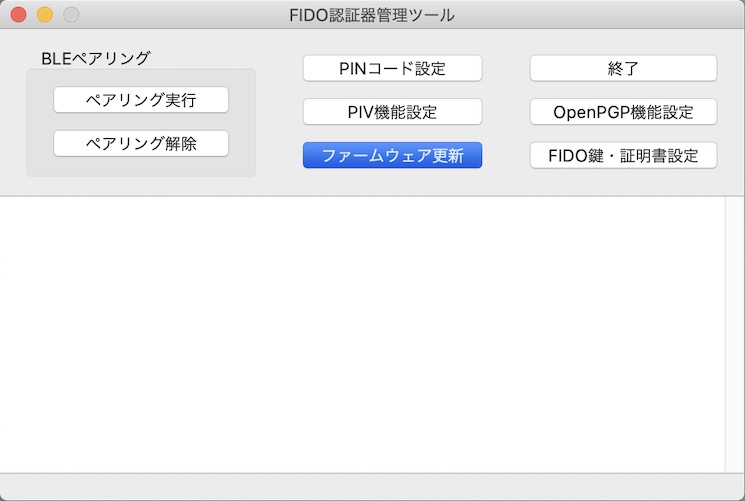 FIDO認証器管理ツール
BLEペアリング
ペアリング実行
ペアリング解除
PINコード設定
終了
PIV機能設定
OpenPGP機能設定
ファームウェア更新
FIDO鍵・証明書設定